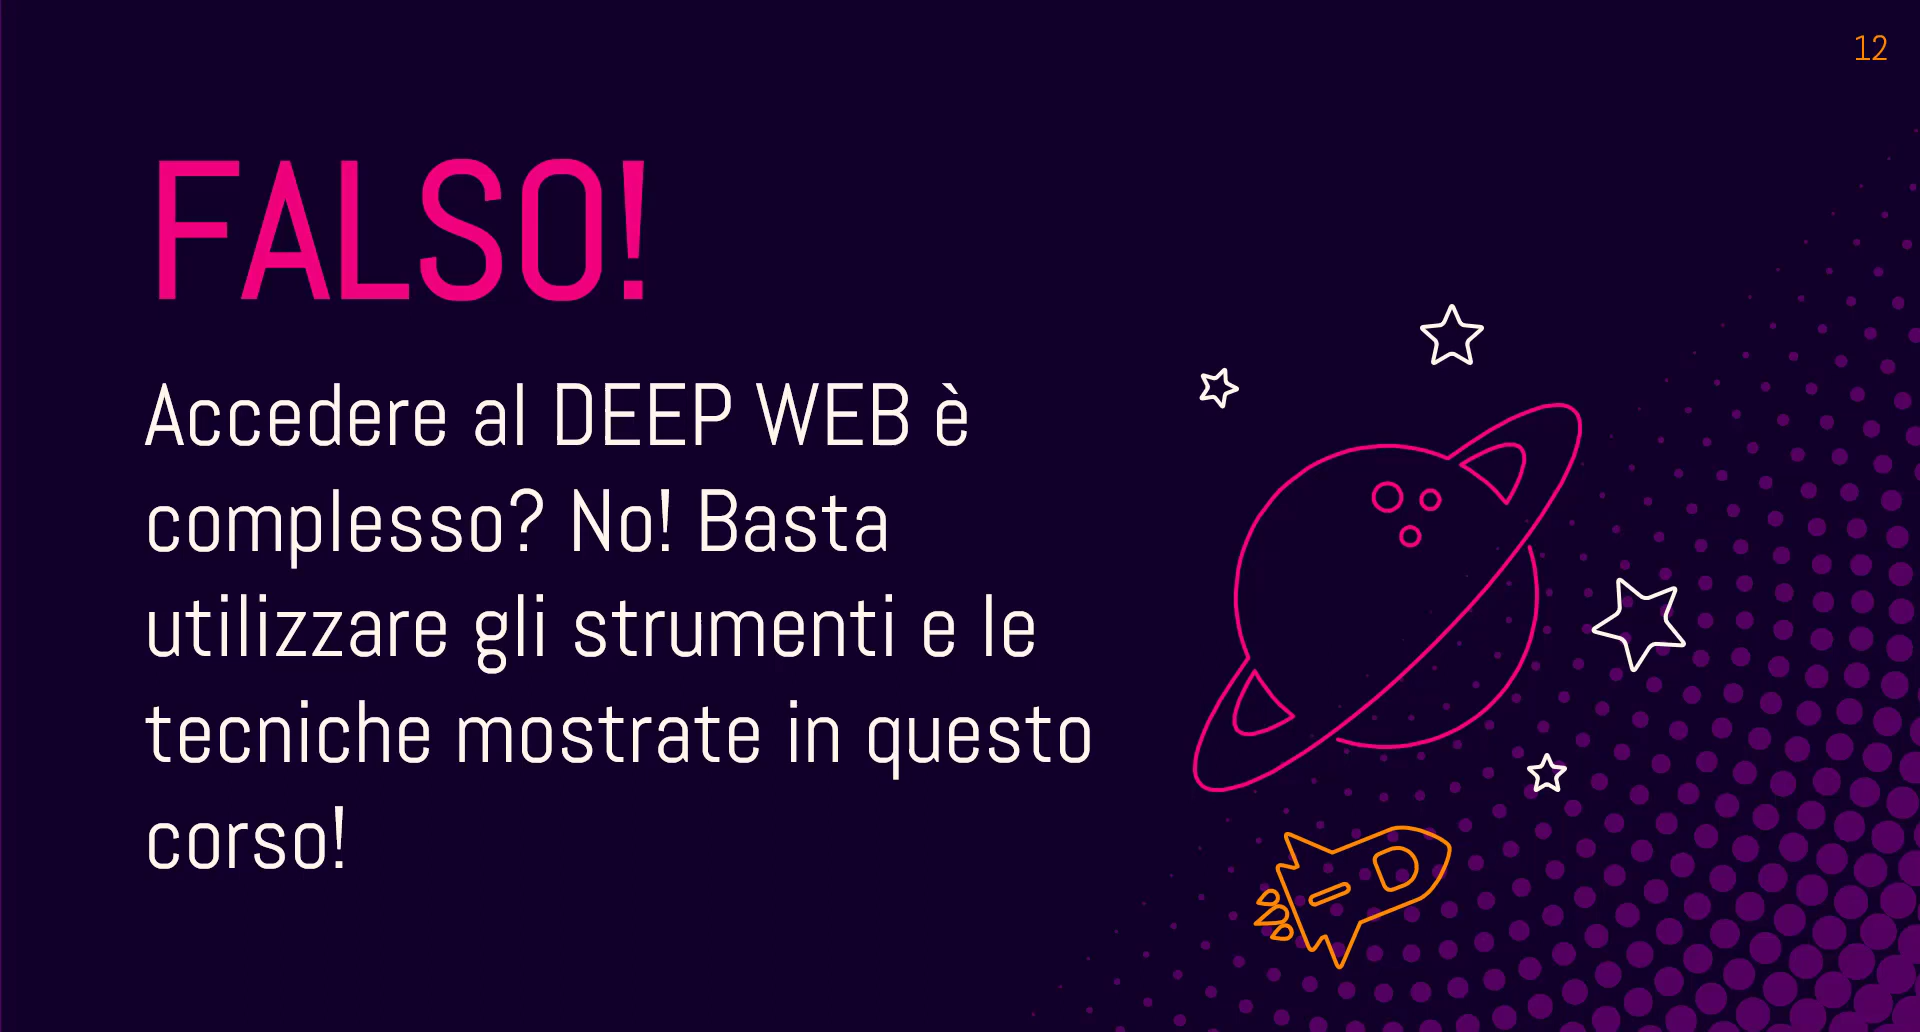 12
FALSO!
Accedere al DEEP WEB è
complesso? No! Basta
utilizzare gli strumenti e le
tecniche mostrate in questo
corso!